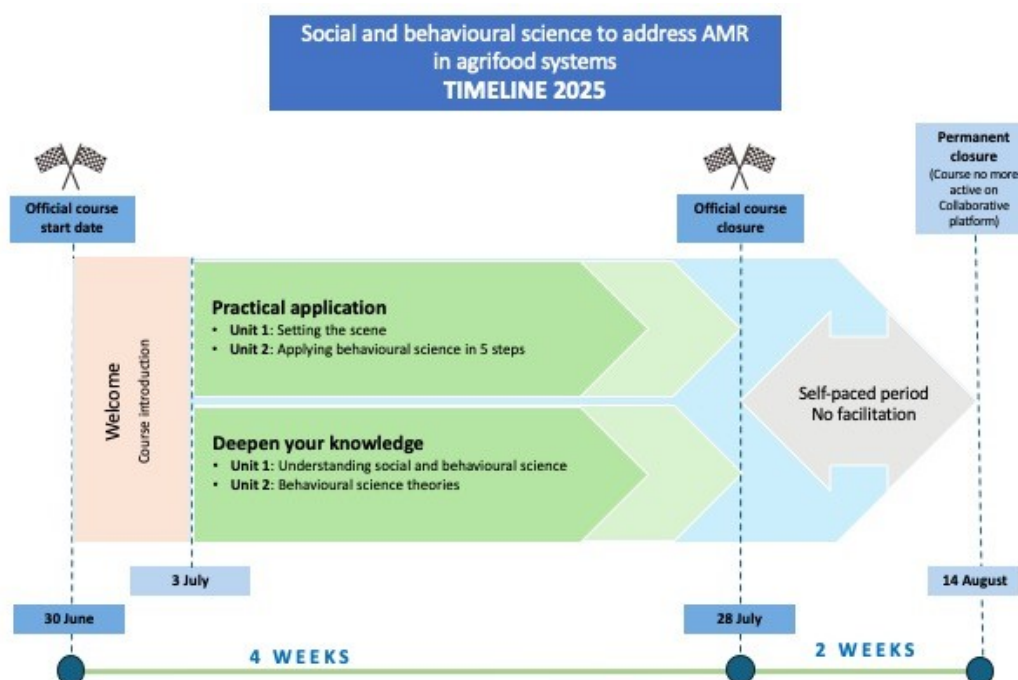 Social and behavioural science to address AMR
in agrifood systems
TIMELINE 2025
Official course
start date
Official course
closure
Permanent
closure
(Course no more
active on
Collaborative
platform)
Welcome
Course introduction
Practical application
• Unit 1: Setting the scene
• Unit 2: Applying behavioural science in 5 steps
Deepen your knowledge
• Unit 1: Understanding social and behavioural science
• Unit 2: Behavioural science theories
Self-paced period
No facilitation
3 July
14 August
30 June
28 July
4 WEEKS
2 WEEKS